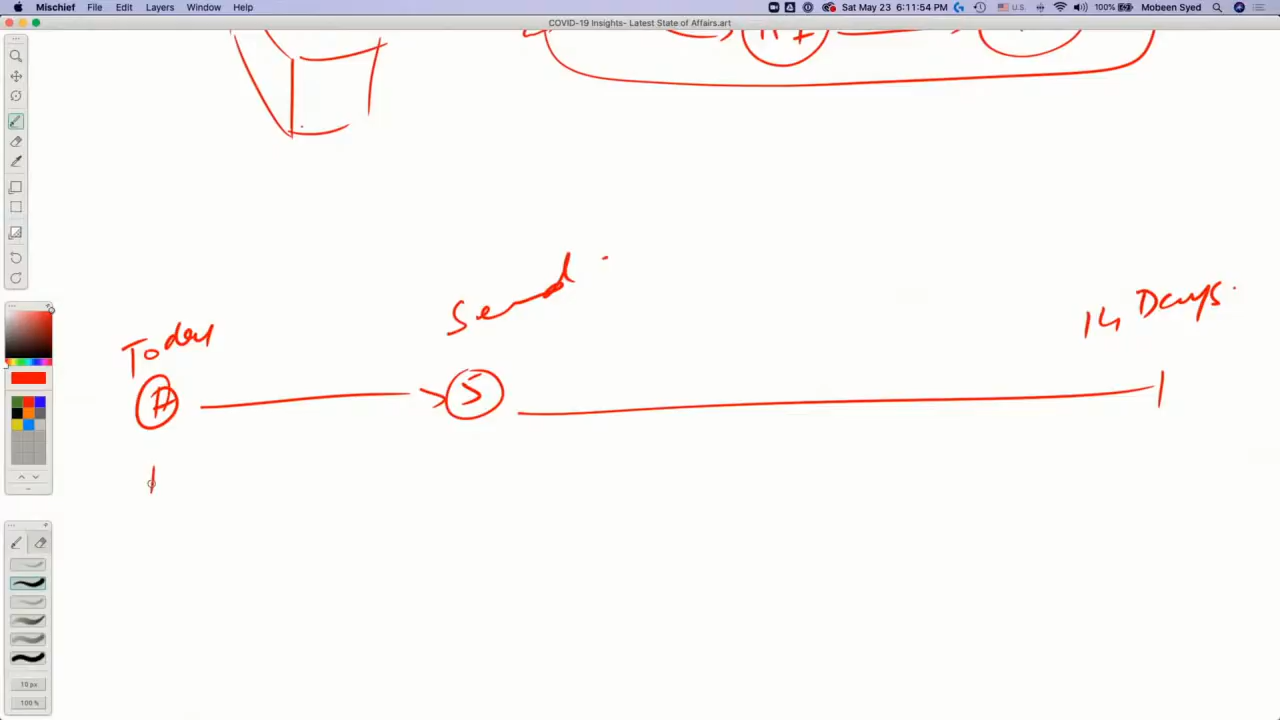 Mischief File Edit Layers Window Help
100% U.S. Sat May 23 6:11:54 PM Mobeen Syed
COVID-19 Insights- Latest State of Affairs.art
14 Days.
Today
S
10 px
100%